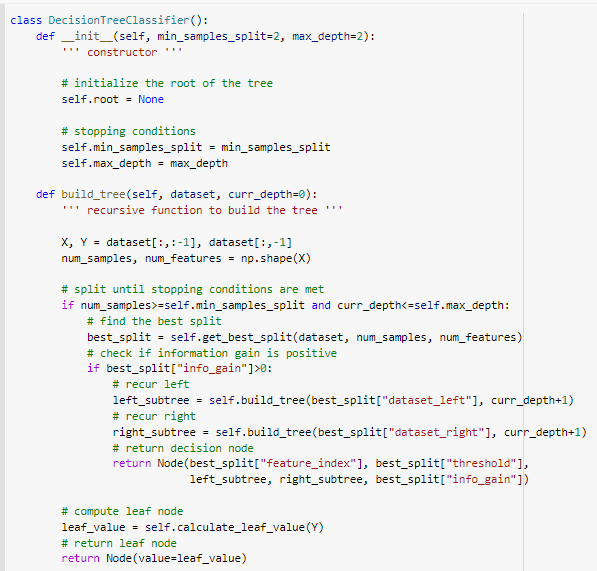 class DecisionTreeClassifier():
    def __init__(self, min_samples_split=2, max_depth=2):
        ''' constructor '''

        # initialize the root of the tree
        self.root = None

        # stopping conditions
        self.min_samples_split = min_samples_split
        self.max_depth = max_depth

    def build_tree(self, dataset, curr_depth=0):
        ''' recursive function to build the tree '''

        X, Y = dataset[:,:-1], dataset[:,-1]
        num_samples, num_features = np.shape(X)

        # split until stopping conditions are met
        if num_samples>=self.min_samples_split and curr_depth<=self.max_depth:
            # find the best split
            best_split = self.get_best_split(dataset, num_samples, num_features)
            # check if information gain is positive
            if best_split["info_gain"]>0:
                # recur left
                left_subtree = self.build_tree(best_split["dataset_left"], curr_depth+1)
                # recur right
                right_subtree = self.build_tree(best_split["dataset_right"], curr_depth+1)
                # return decision node
                return Node(best_split["feature_index"], best_split["threshold"],
                            left_subtree, right_subtree, best_split["info_gain"])

        # compute leaf node
        leaf_value = self.calculate_leaf_value(Y)
        # return leaf node
        return Node(value=leaf_value)